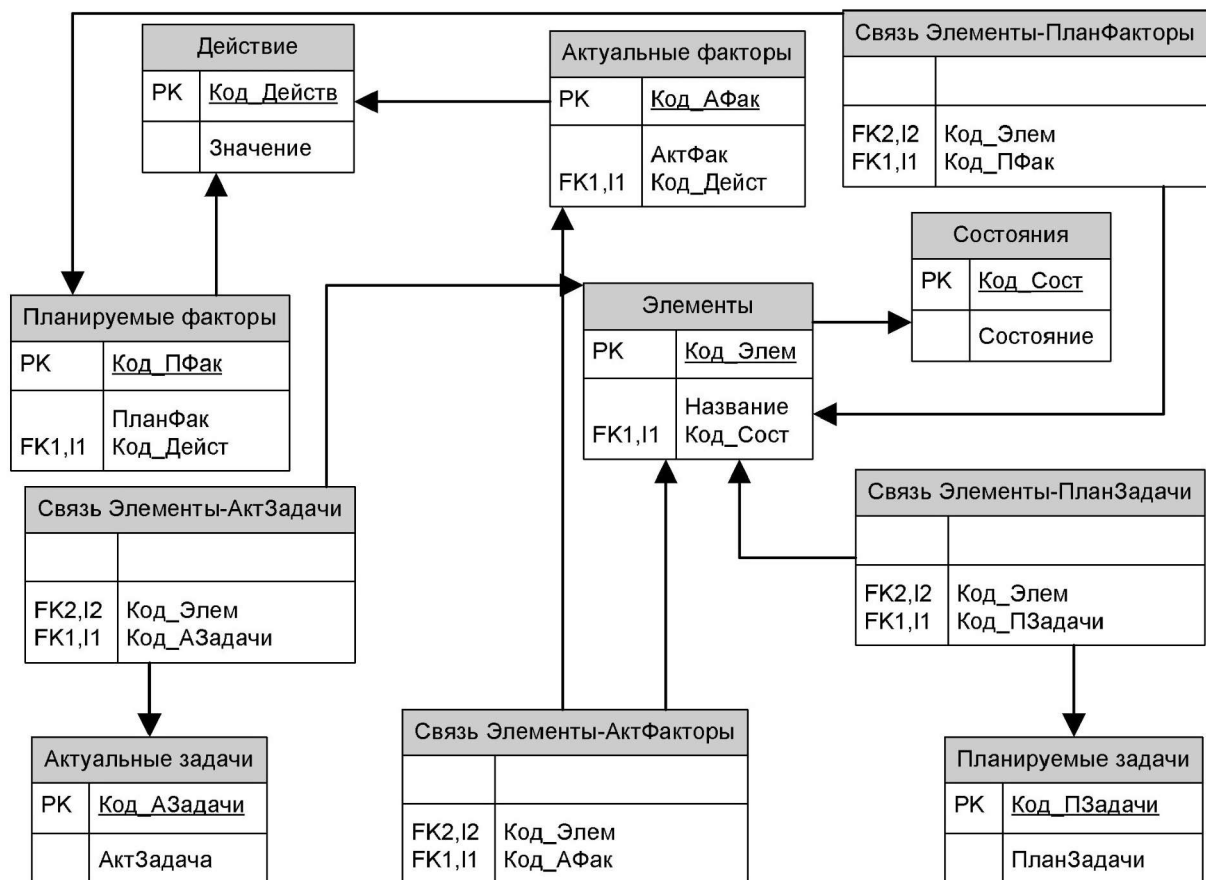 Действие
PK Код_Действ
Значение
Актуальные факторы
PK Код_АФак
АктФак
FK1,I1 Код_Дейст
Связь Элементы-ПланФакторы
FK2,I2 Код_Элем
FK1,I1 Код_ПФак
Состояния
PK Код_Сост
Состояние
Планируемые факторы
PK Код_ПФак
ПланФак
FK1,I1 Код_Дейст
Элементы
PK Код_Элем
Название
FK1,I1 Код_Сост
Связь Элементы-АктЗадачи
FK2,I2 Код_Элем
FK1,I1 Код_АЗадачи
Связь Элементы-ПланЗадачи
FK2,I2 Код_Элем
FK1,I1 Код_ПЗадачи
Актуальные задачи
PK Код_АЗадачи
АктЗадача
Связь Элементы-АктФакторы
FK2,I2 Код_Элем
FK1,I1 Код_АФак
Планируемые задачи
PK Код_ПЗадачи
ПланЗадачи